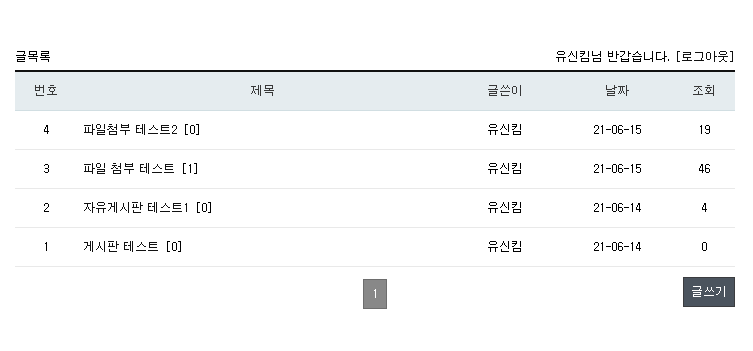 글목록 유신킴님 반갑습니다. [로그아웃]
번호 제목 글쓴이 날짜 조회
4 파일첨부 테스트2 [0] 유신킴 21-06-15 19
3 파일 첨부 테스트 [1] 유신킴 21-06-15 46
2 자유게시판 테스트1 [0] 유신킴 21-06-14 4
1 게시판 테스트 [0] 유신킴 21-06-14 0
1 글쓰기